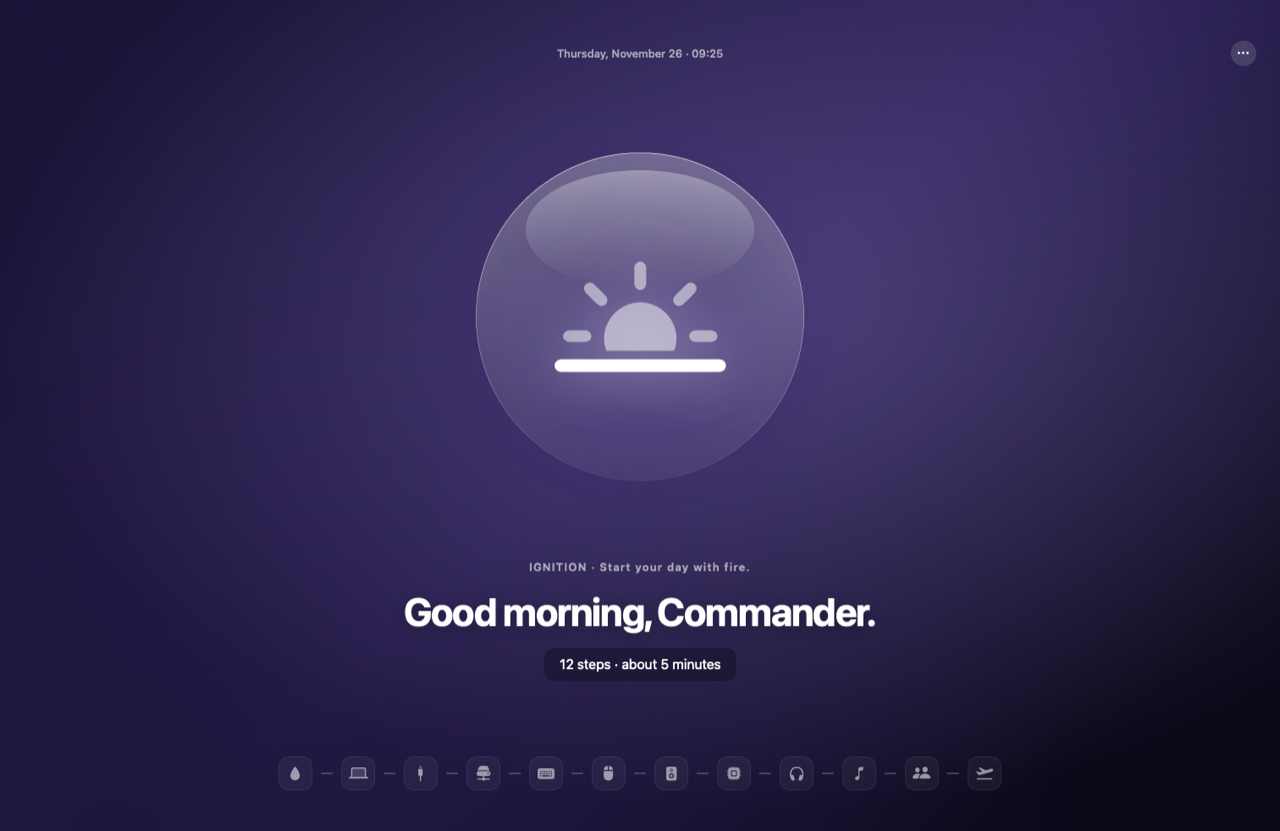 Thursday, November 26 · 09:25
IGNITION · Start your day with fire.
Good morning, Commander.
12 steps · about 5 minutes